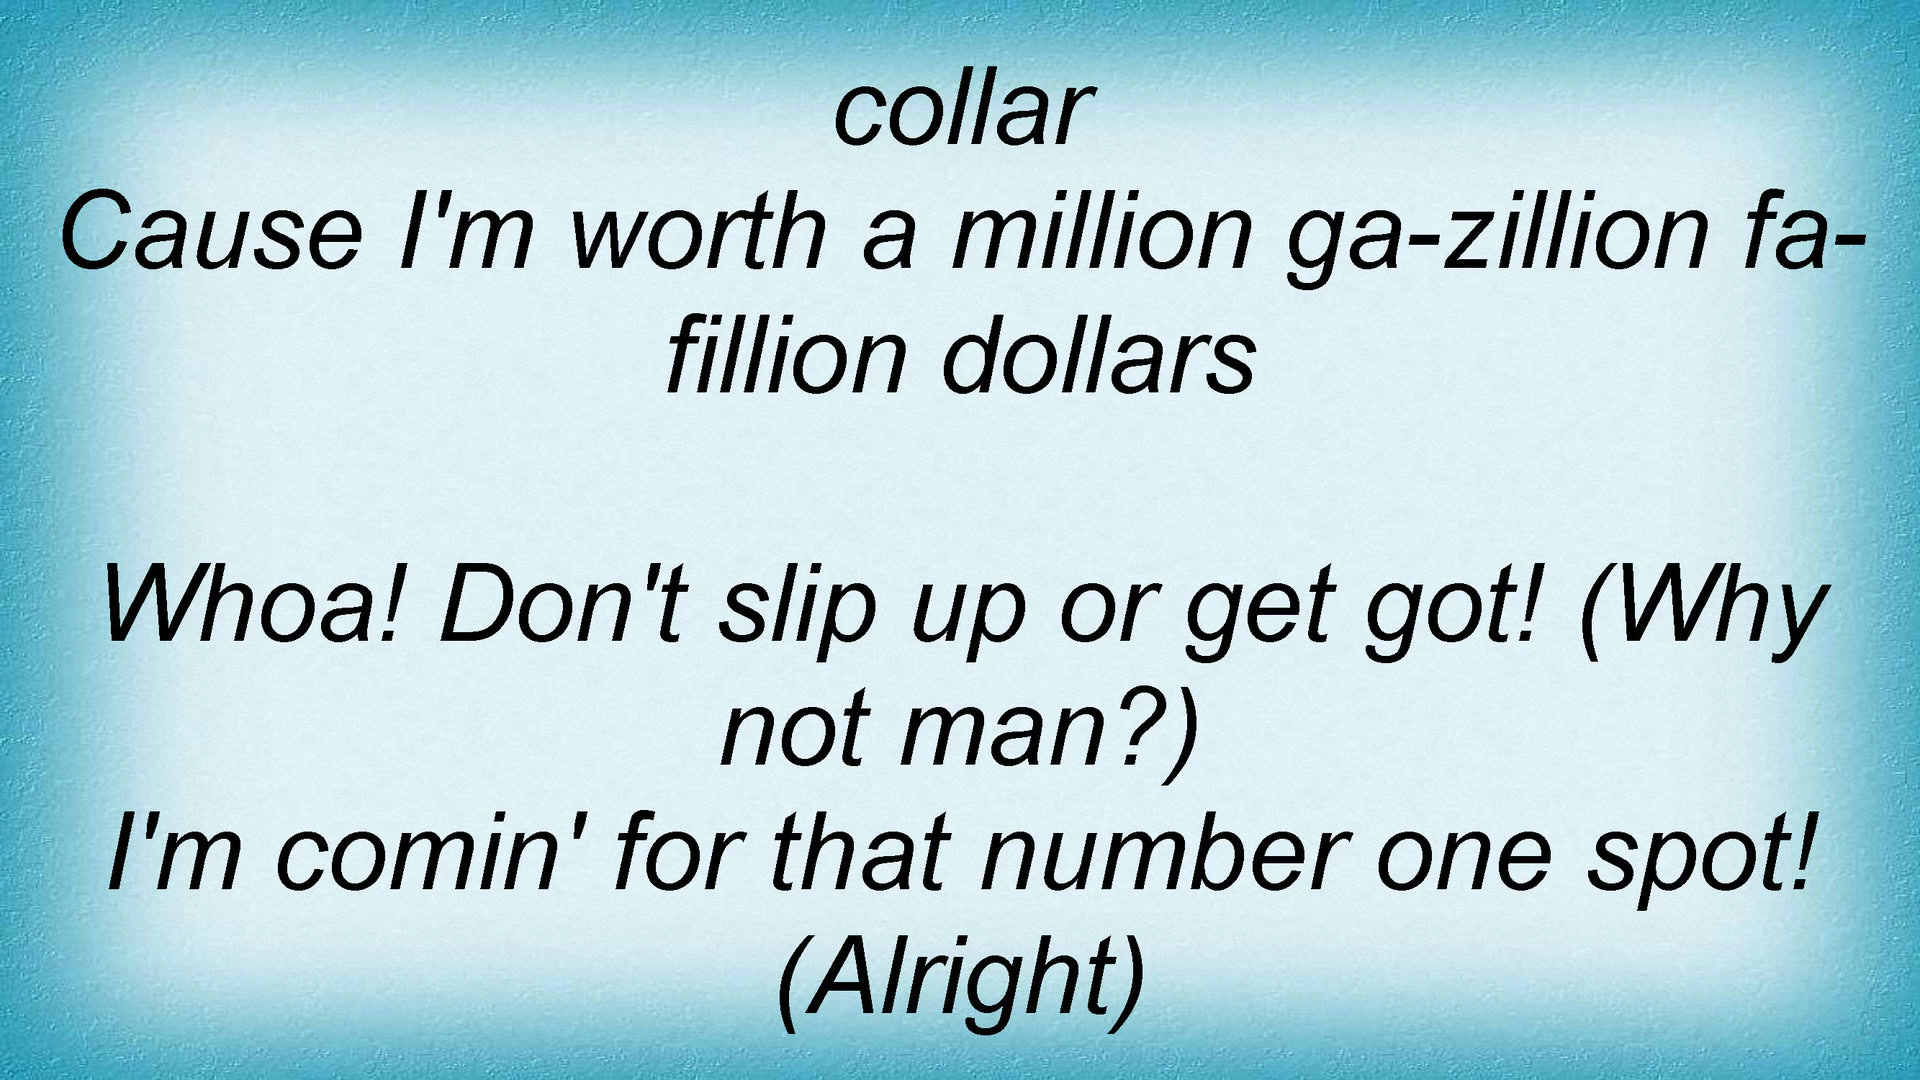 collar
Cause I'm worth a million ga-zillion fa-
fillion dollars
Whoa! Don't slip up or get got! (Why
not man?)
I'm comin' for that number one spot!
(Alright)